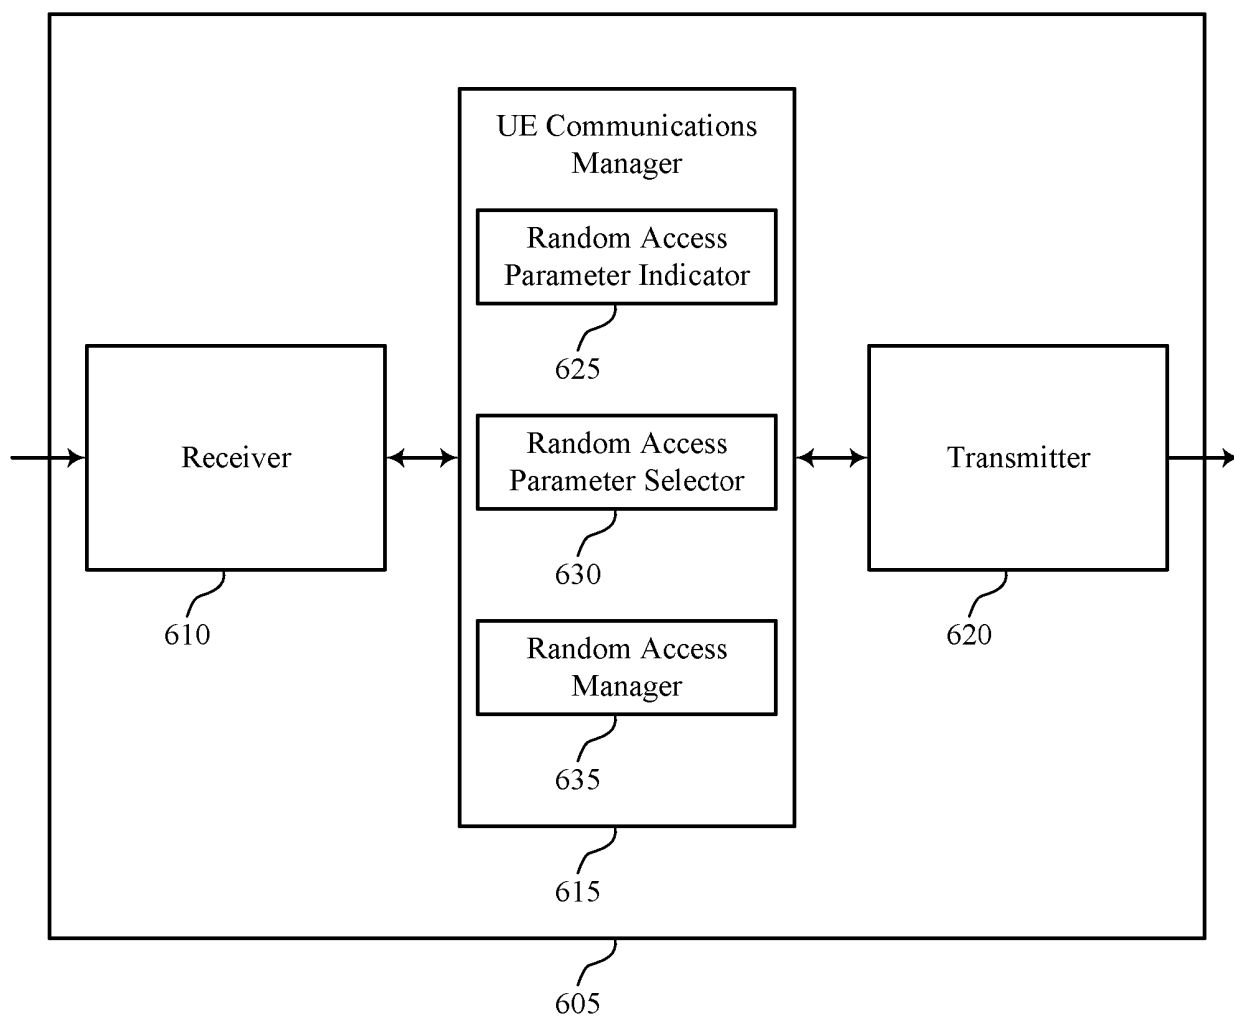 UE Communications
Manager
Random Access
Parameter Indicator
625
Receiver
610
Random Access
Parameter Selector
630
Transmitter
620
Random Access
Manager
635
615
605